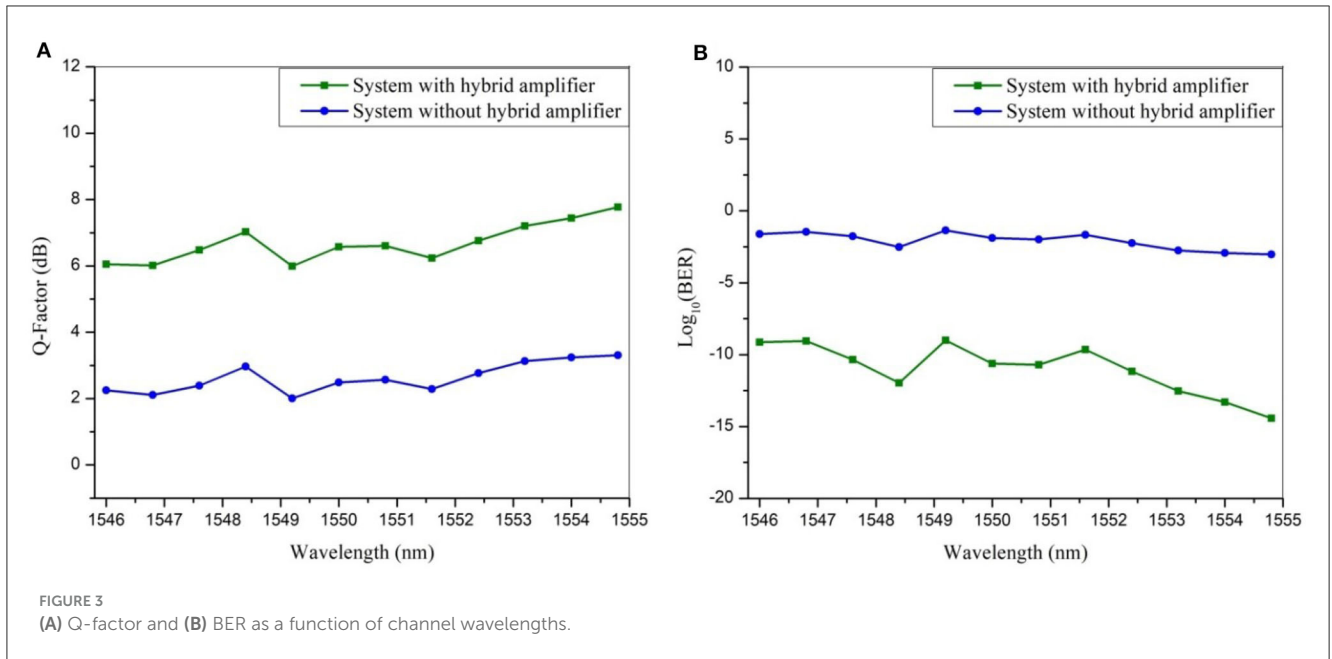 A
12
10
8
6
4
2
0
Q-Factor (dB)
System with hybrid amplifier
System without hybrid amplifier
1546 1547 1548 1549 1550 1551 1552 1553 1554 1555
Wavelength (nm)
B
10
5
0
-5
-10
-15
-20
Log10(BER)
System with hybrid amplifier
System without hybrid amplifier
1546 1547 1548 1549 1550 1551 1552 1553 1554 1555
Wavelength (nm)
FIGURE 3
(A) Q-factor and (B) BER as a function of channel wavelengths.